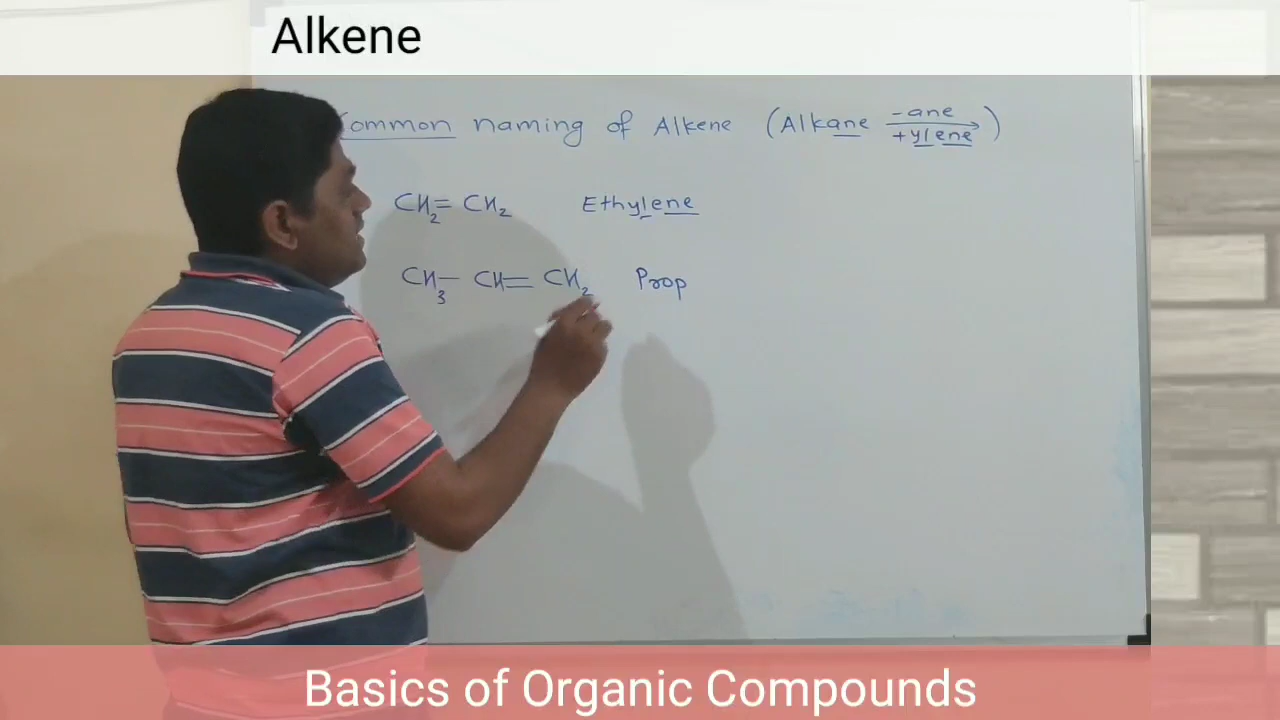 Alkene
Common naming of Alkene (Alkane -ane +ylene)
CH2=CH2 Ethylene
CH3-CH=CH2 Prop
Basics of Organic Compounds